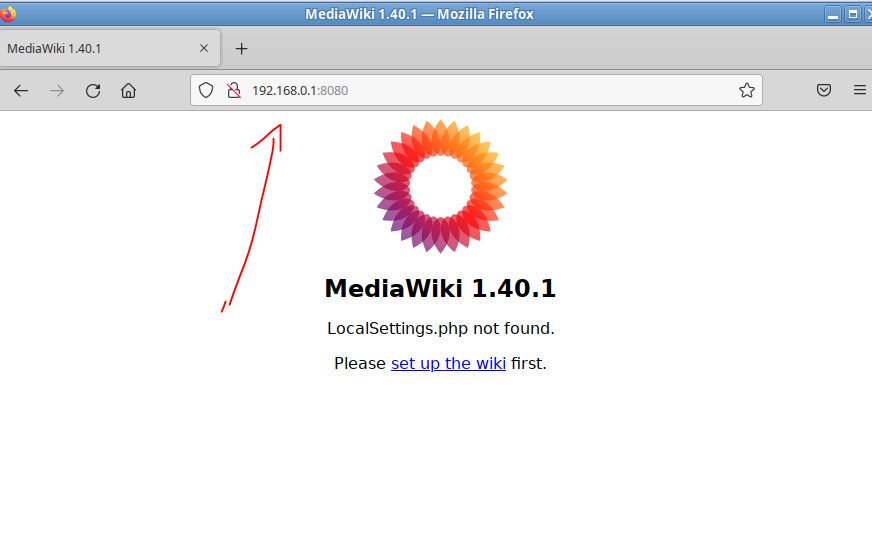 MediaWiki 1.40.1 — Mozilla Firefox
MediaWiki 1.40.1
192.168.0.1:8080
MediaWiki 1.40.1
LocalSettings.php not found.
Please set up the wiki first.